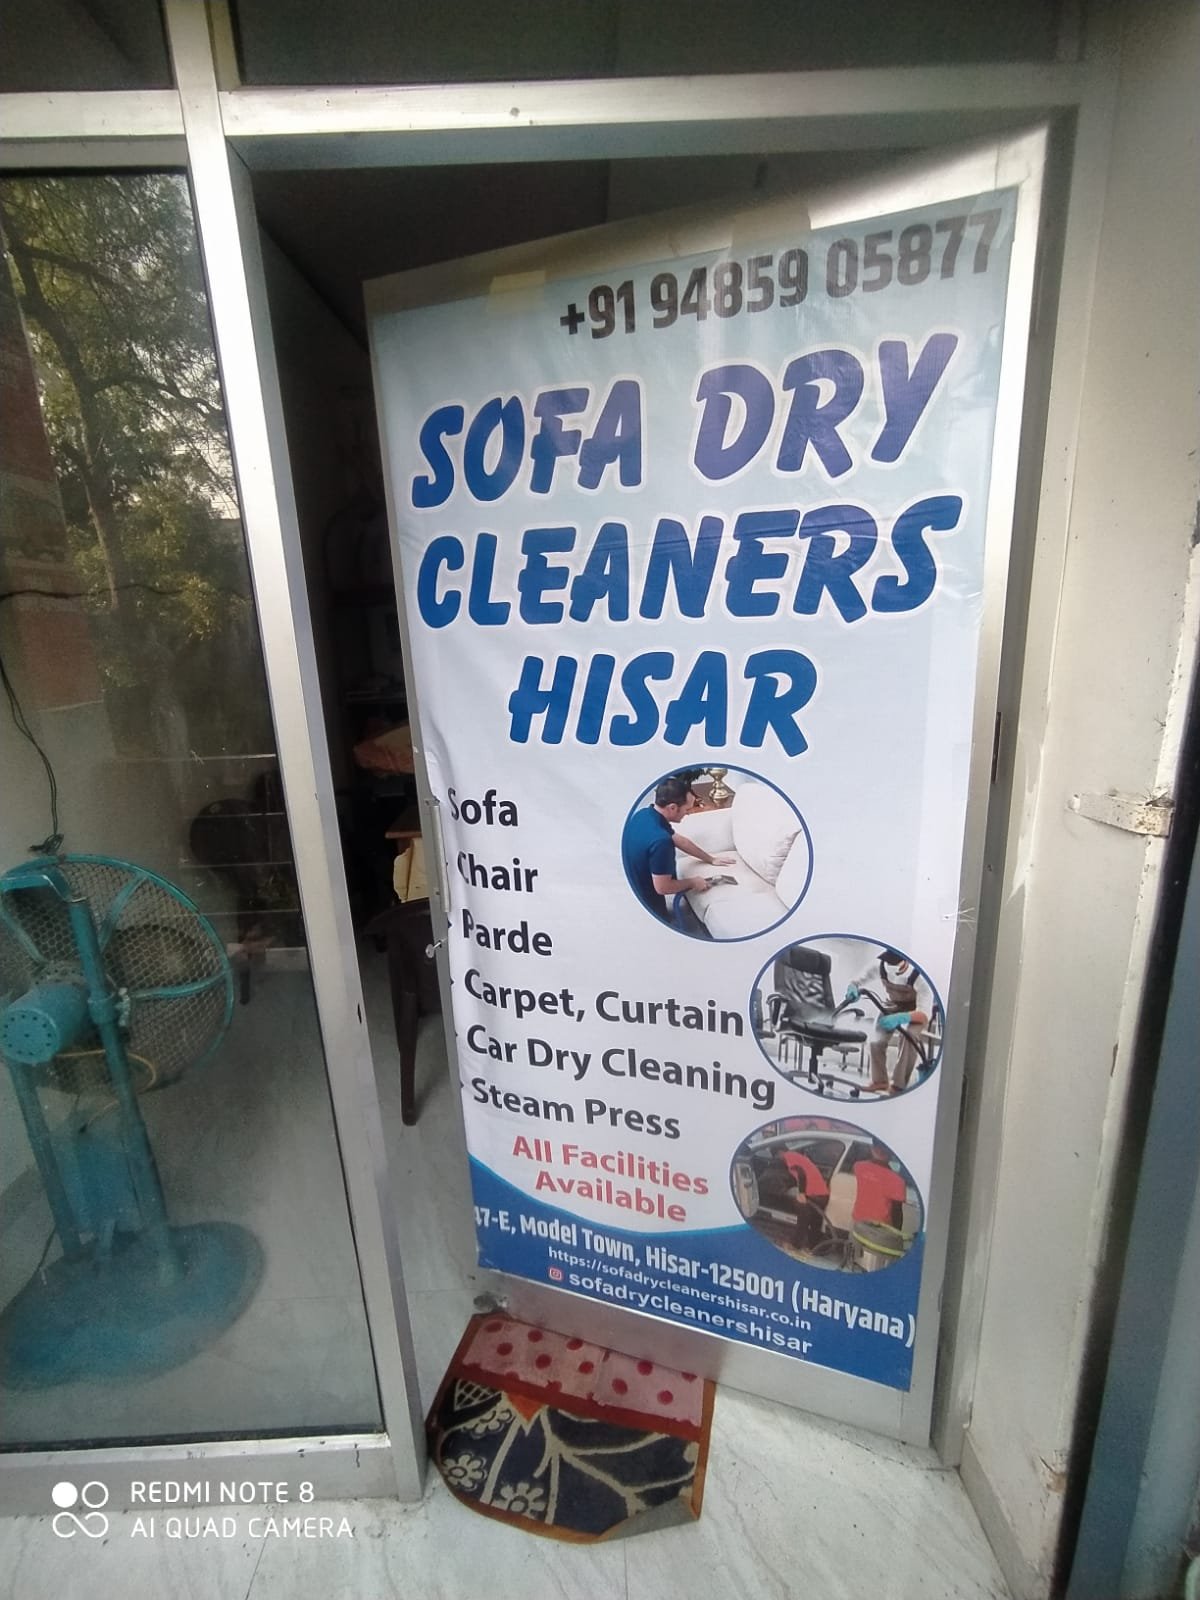 +91 94859 05877
SOFA DRY
CLEANERS
HISAR
Sofa
Chair
Parde
Carpet, Curtain
Car Dry Cleaning
Steam Press
All Facilities
Available
47-E, Model Town, Hisar-125001 (Haryana)
https://sofadrycleanershisar.co.in
sofadrycleanershisar
REDMI NOTE 8
AI QUAD CAMERA